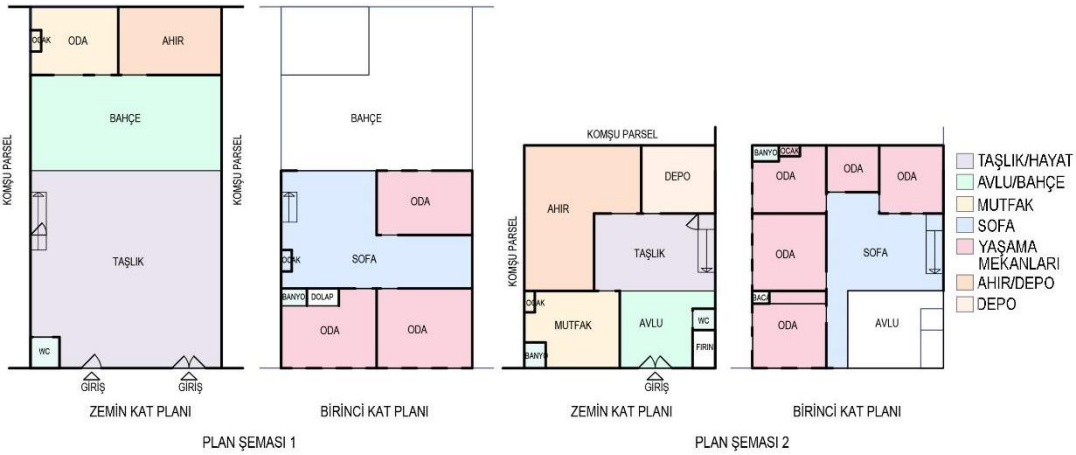 OCAK
ODA
AHIR
BAHÇE
KOMŞU PARSEL
KOMŞU PARSEL
TAŞLIK
WC
GİRİŞ
GİRİŞ
ZEMİN KAT PLANI
BAHÇE
ODA
OCAK
SOFA
BANYO
DOLAP
ODA
ODA
BİRİNCİ KAT PLANI
PLAN ŞEMASI 1
KOMŞU PARSEL
KOMŞU PARSEL
AHIR
DEPO
TAŞLIK
OCAK
MUTFAK
BANYO
AVLU
WC
FIRIN
GİRİŞ
ZEMİN KAT PLANI
BANYO
OCAK
ODA
ODA
ODA
ODA
SOFA
BACA
ODA
AVLU
BİRİNCİ KAT PLANI
PLAN ŞEMASI 2
TAŞLIK/HAYAT
AVLU/BAHÇE
MUTFAK
SOFA
YAŞAMA
MEKANLARI
AHIR/DEPO
DEPO